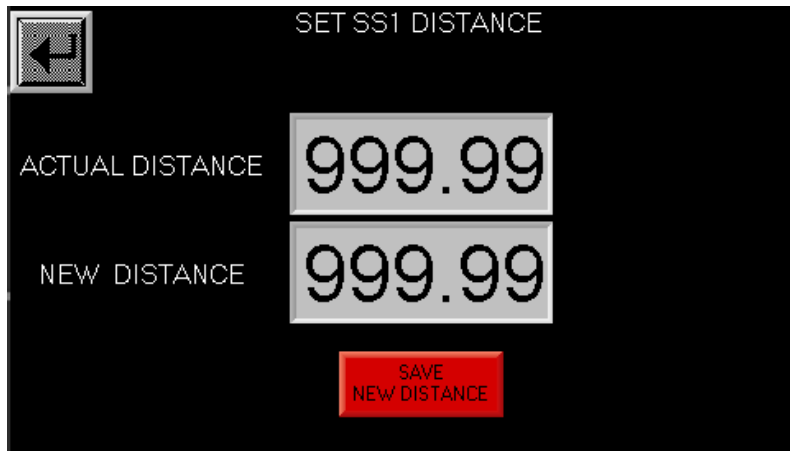 SET SS1 DISTANCE
ACTUAL DISTANCE 999.99
NEW DISTANCE 999.99
SAVE
NEW DISTANCE